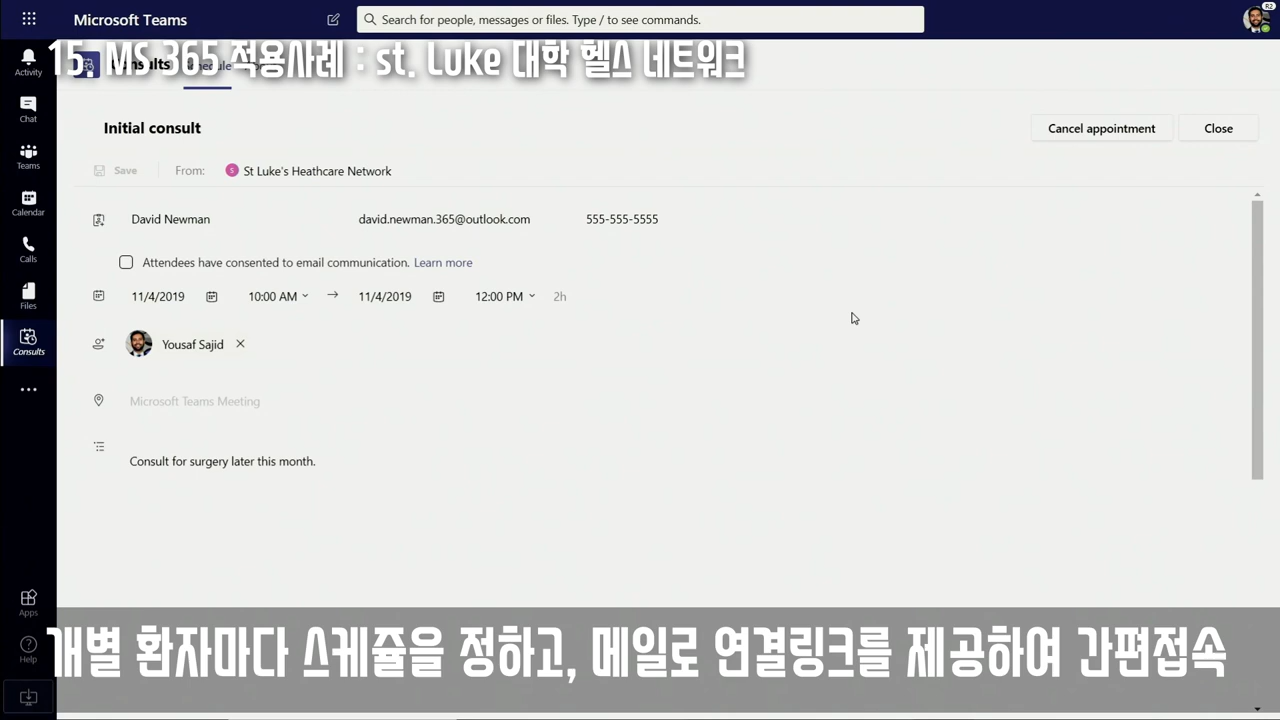 Microsoft Teams
Search for people, messages or files. Type / to see commands.
R2
Activity
15. MS 365 적용사례 : st. Luke 대학 헬스 네트워크
Consults
Chat
Initial consult
Cancel appointment
Close
Teams
Save
From:
S
St Luke's Heathcare Network
Calendar
David Newman
david.newman.365@outlook.com
555-555-5555
Calls
Attendees have consented to email communication. Learn more
Files
11/4/2019
10:00 AM
→
11/4/2019
12:00 PM
2h
Consults
Yousaf Sajid
Microsoft Teams Meeting
Consult for surgery later this month.
Apps
Help
개별 환자마다 스케쥴을 정하고, 메일로 연결링크를 제공하여 간편접속